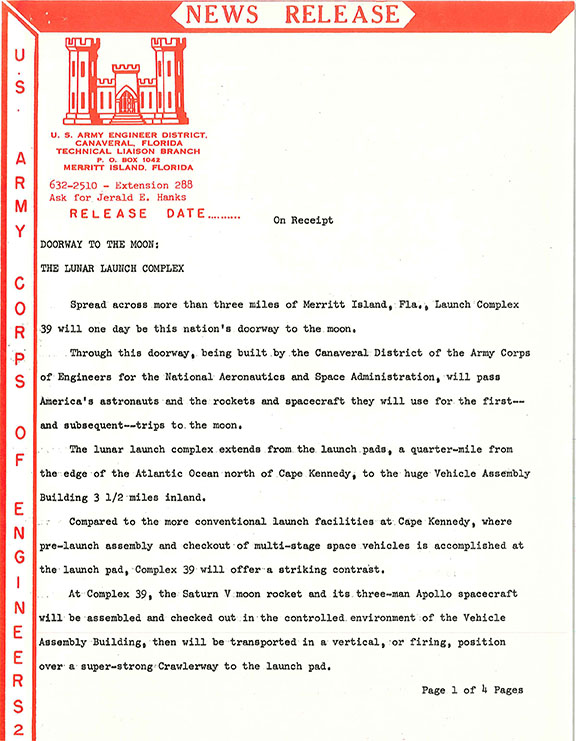 NEWS RELEASE
U.S. ARMY CORPS OF ENGINEERS 2
U. S. ARMY ENGINEER DISTRICT,
CANAVERAL, FLORIDA
TECHNICAL LIAISON BRANCH
P. O. BOX 1042
MERRITT ISLAND, FLORIDA
632-2510 - Extension 288
Ask for Jerald E. Hanks
RELEASE DATE..........
On Receipt
DOORWAY TO THE MOON:
THE LUNAR LAUNCH COMPLEX
Spread across more than three miles of Merritt Island, Fla., Launch Complex
39 will one day be this nation's doorway to the moon.
Through this doorway, being built by the Canaveral District of the Army Corps
of Engineers for the National Aeronautics and Space Administration, will pass
America's astronauts and the rockets and spacecraft they will use for the first--
and subsequent--trips to the moon.
The lunar launch complex extends from the launch pads, a quarter-mile from
the edge of the Atlantic Ocean north of Cape Kennedy, to the huge Vehicle Assembly
Building 3 1/2 miles inland.
Compared to the more conventional launch facilities at Cape Kennedy, where
pre-launch assembly and checkout of multi-stage space vehicles is accomplished at
the launch pad, Complex 39 will offer a striking contrast.
At Complex 39, the Saturn V moon rocket and its three-man Apollo spacecraft
will be assembled and checked out in the controlled environment of the Vehicle
Assembly Building, then will be transported in a vertical, or firing, position
over a super-strong Crawlerway to the launch pad.
Page 1 of 4 Pages